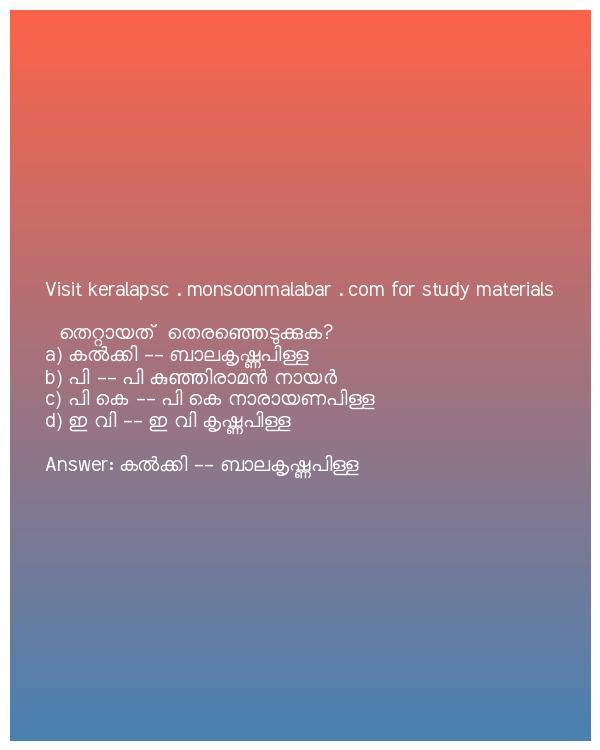 Visit keralapsc . monsoonmalabar . com for study materials
തെറ്റായത് തെരഞ്ഞെടുക്കുക?
a) കൽക്കി -- ബാലകൃഷ്ണപിള്ള
b) പി -- പി കുഞ്ഞിരാമൻ നായർ
c) പി കെ -- പി കെ നാരായണപിള്ള
d) ഇ വി -- ഇ വി കൃഷ്ണപിള്ള
Answer: കൽക്കി -- ബാലകൃഷ്ണപിള്ള